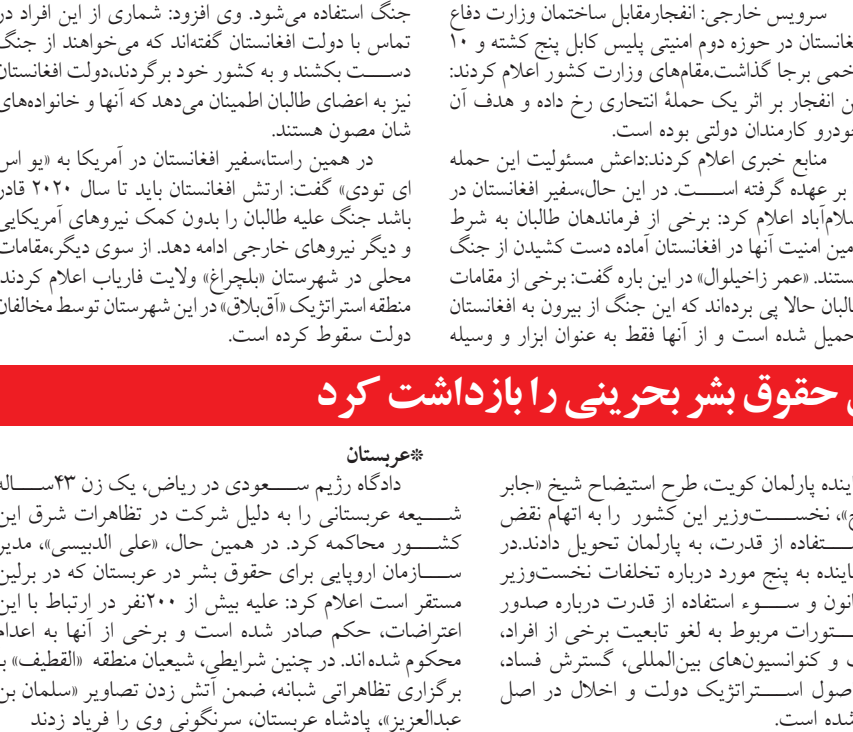 سرویس خارجی: انفجارمقابل ساختمان وزارت دفاع
افغانستان در حوزه دوم امنیتی پلیس کابل پنج کشته و ۱۰
زخمی برجا گذاشت.مقام‌های وزارت کشور اعلام کردند:
این انفجار بر اثر یک حملهٔ انتحاری رخ داده و هدف آن
خودرو کارمندان دولتی بوده است.
منابع خبری اعلام کردند:داعش مسئولیت این حمله
بر عهده گرفته اســـت. در این حال،سفیر افغانستان در
اسلام‌آباد اعلام کرد: برخی از فرماندهان طالبان به شرط
تامین امنیت آنها در افغانستان آماده دست کشیدن از جنگ
هستند. «عمر زاخیلوال» در این باره گفت: برخی از مقامات
طالبان حالا پی برده‌اند که این جنگ از بیرون به افغانستان
تحمیل شده است و از آنها فقط به عنوان ابزار و وسیله
جنگ استفاده می‌شود. وی افزود: شماری از این افراد در
تماس با دولت افغانستان گفته‌اند که می‌خواهند از جنگ
دســـت بکشند و به کشور خود برگردند،دولت افغانستان
نیز به اعضای طالبان اطمینان می‌دهد که آنها و خانواده‌های
شان مصون هستند.
در همین راستا،سفیر افغانستان در آمریکا به «یو اس
ای تودی» گفت: ارتش افغانستان باید تا سال ۲۰۲۰ قادر
باشد جنگ علیه طالبان را بدون کمک نیروهای آمریکایی
و دیگر نیروهای خارجی ادامه دهد. از سوی دیگر،مقامات
محلی در شهرستان «بلچراغ» ولایت فاریاب اعلام کردند:
منطقه استراتژیک «آق‌بلاق» در این شهرستان توسط مخالفان
دولت سقوط کرده است.
حقوق بشر بحرینی را بازداشت کرد
نماینده پارلمان کویت، طرح استیضاح شیخ «جابر
نخســـت‌وزیر این کشور را به اتهام نقض
استفاده از قدرت، به پارلمان تحویل دادند.در
نماینده به پنج مورد درباره تخلفات نخست‌وزیر
قانون و ســـوء استفاده از قدرت درباره صدور
دستورات مربوط به لغو تابعیت برخی از افراد،
و کنوانسیون‌های بین‌المللی، گسترش فساد،
اصول اســـتراتژیک دولت و اخلال در اصل
شده است.
*عربستان
دادگاه رژیم ســـعودی در ریاض، یک زن ۴۳ســـاله
شـــیعه عربستانی را به دلیل شرکت در تظاهرات شرق این
کشـــور محاکمه کرد. در همین حال، «علی الدبیسی»، مدیر
ســـازمان اروپایی برای حقوق بشر در عربستان که در برلین
مستقر است اعلام کرد: علیه بیش از ۲۰۰نفر در ارتباط با این
اعتراضات، حکم صادر شده است و برخی از آنها به اعدام
محکوم شده‌اند. در چنین شرایطی، شیعیان منطقه «القطیف» با
برگزاری تظاهراتی شبانه، ضمن آتش زدن تصاویر «سلمان بن
عبدالعزیز»، پادشاه عربستان، سرنگونی وی را فریاد زدند